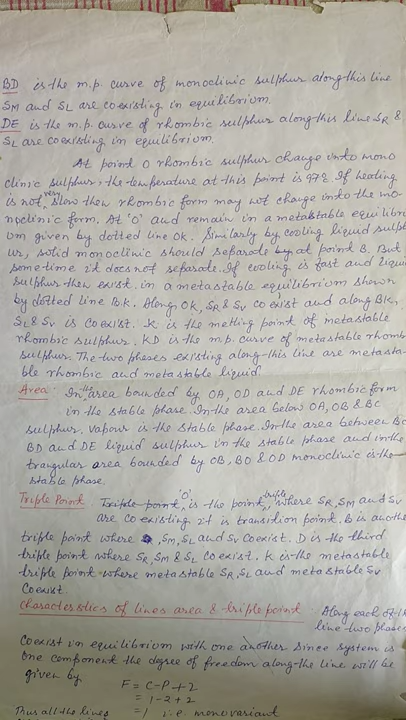 BD is the m.p. curve of monoclinic sulphur along this line
SM and SL are coexisting in equilibrium.
DE is the m.p. curve of rhombic sulphur along this line SR &
SL are coexisting in equilibrium.
At point O rhombic sulphur change into mono
clinic sulphur, the temperature at this point is 97°C. If heating
is not very slow then rhombic form may not change into the mo-
noclinic form. At 'O' and remain in a metastable equilibri
um given by dotted line OK. Similarly by cooling liquid sulph
ur, solid monoclinic should separate by at point B. But
some time it does not separate. If cooling is fast and liquid
sulphur then exist in a metastable equilibrium shown
by dotted line BK. Along OK, SR & SV co exist and along BK,
SL & SV is co exist. K is the melting point of metastable
rhombic sulphur. KD is the m.p. curve of metastable rhomb
sulphur. The two phases existing along this line are metasta-
ble rhombic and metastable liquid.
Area: In the area bounded by OA, OD and DE rhombic form
in the stable phase. In the area below OA, OB & BC
sulphur vapour is the stable phase. In the area between BC
BD and DE liquid sulphur in the stable phase and in the
trangular area bounded by OB, BD & OD monoclinic is the
stable phase.
Triple Point 'O', is the point triple, where SR, SM and SV
are co existing it is transition point. B is anothe
triple point where SM, SL and SV coexist. D is the third
triple point where SR, SM & SL co exist. K is the metastable
triple point where metastable SR, SL and metastable SV
Coexist.
Characteristics of lines area & triple point: Along each of th
line two phases
Coexist in equilibrium with one another since system is
one component the degree of freedom along the line will be
given by
F = C-P+2
= 1-2+2
Thus all the lines = 1 i.e. monovariant